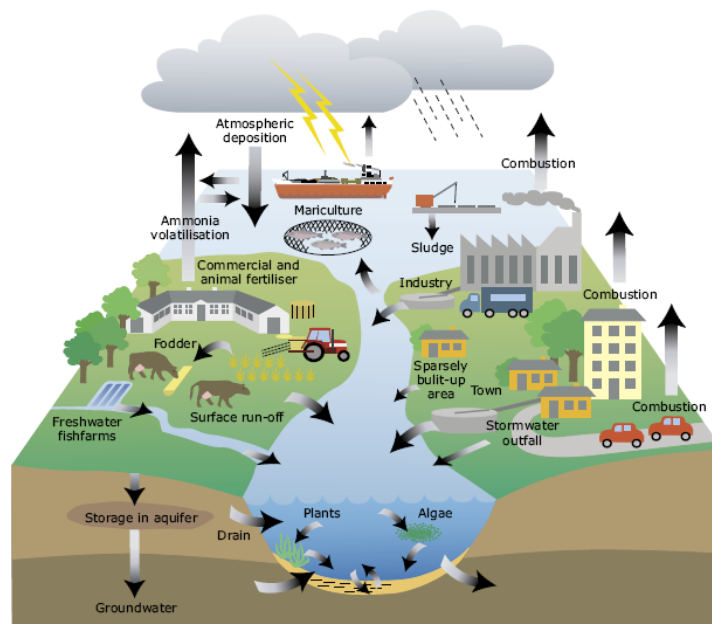 Atmospheric
deposition
Combustion
Mariculture
Ammonia
volatilisation
Sludge
Commercial and
animal fertiliser
Industry
Combustion
Fodder
Sparsely
bulit-up
area
Town
Combustion
Freshwater
fishfarms
Surface run-off
Stormwater
outfall
Storage in aquifer
Plants
Algae
Drain
Groundwater